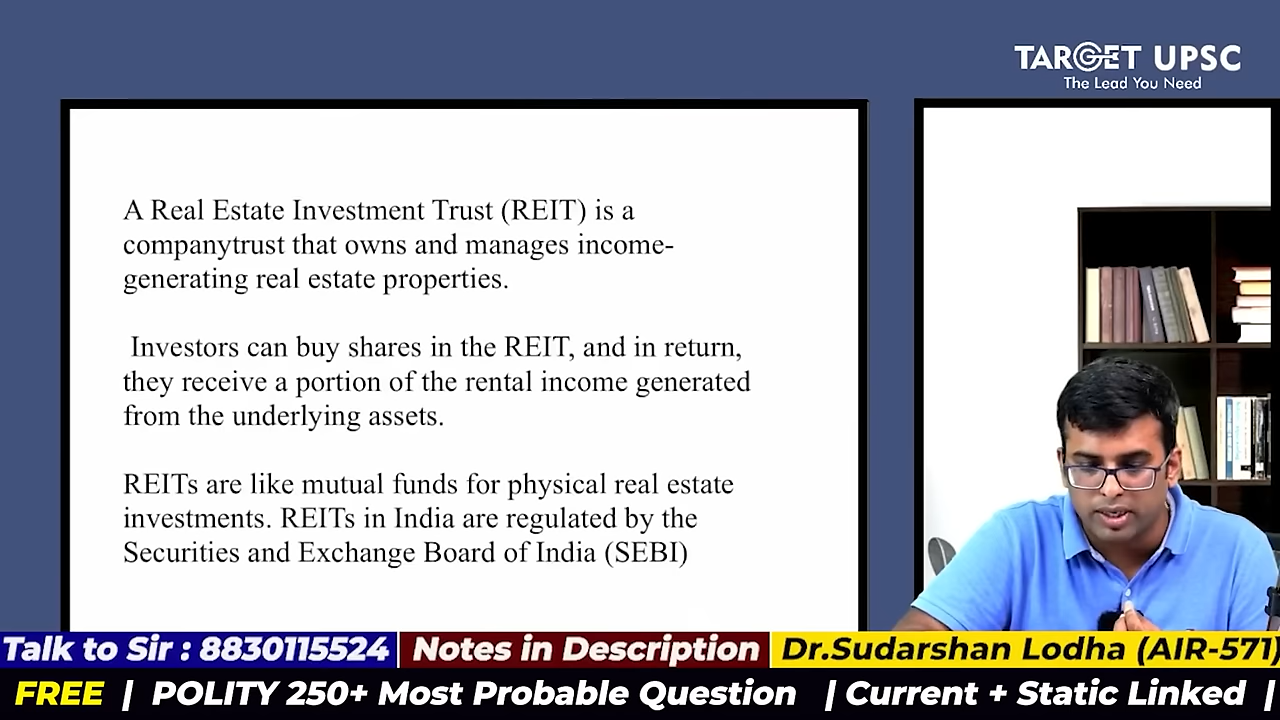 TARGET UPSC
The Lead You Need
A Real Estate Investment Trust (REIT) is a
companytrust that owns and manages income-
generating real estate properties.
Investors can buy shares in the REIT, and in return,
they receive a portion of the rental income generated
from the underlying assets.
REITs are like mutual funds for physical real estate
investments. REITs in India are regulated by the
Securities and Exchange Board of India (SEBI)
Talk to Sir : 8830115524
Notes in Description
Dr.Sudarshan Lodha (AIR-571)
FREE | POLITY 250+ Most Probable Question | Current + Static Linked |